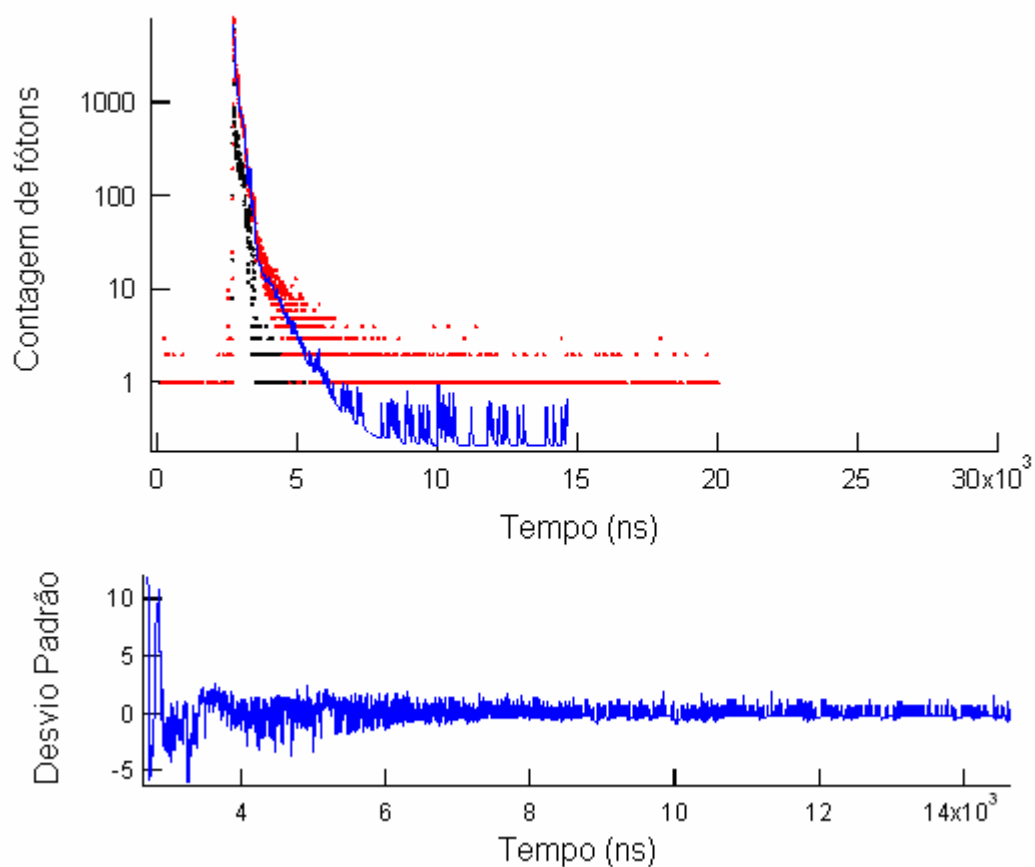 1000
100
10
1
Contagem de fótons
0 5 10 15 20 25 30x10³
Tempo (ns)
10
5
0
-5
Desvio Padrão
4 6 8 10 12 14x10³
Tempo (ns)